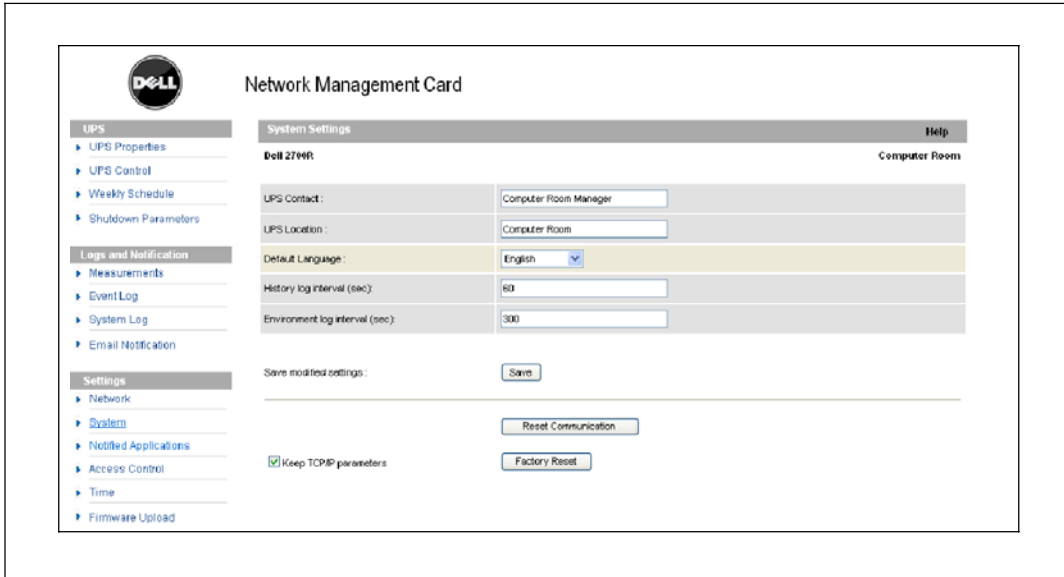 DELL
Network Management Card
UPS
UPS Properties
UPS Control
Weekly Schedule
Shutdown Parameters
Logs and Notification
Measurements
Event Log
System Log
Email Notification
Settings
Network
System
Notified Applications
Access Control
Time
Firmware Upload
System Settings Help
Dell 2700R Computer Room
UPS Contact : Computer Room Manager
UPS Location : Computer Room
Default Language : English
History log interval (sec): 60
Environment log interval (sec): 300
Save modified settings : Save
Reset Communication
Keep TCP/IP parameters Factory Reset